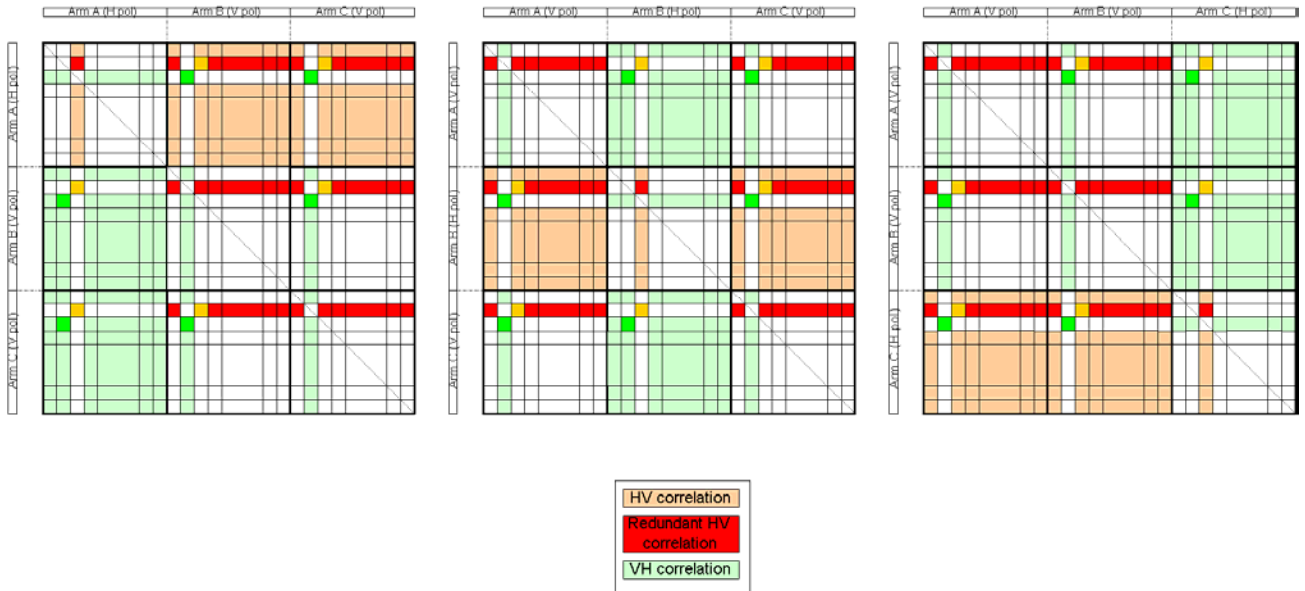 Arm A (H pol) Arm B (V pol) Arm C (V pol)
Arm A (H pol)
Arm B (V pol)
Arm C (V pol)
Arm A (V pol) Arm B (H pol) Arm C (V pol)
Arm A (V pol)
Arm B (H pol)
Arm C (V pol)
Arm A (V pol) Arm B (V pol) Arm C (H pol)
Arm A (V pol)
Arm B (V pol)
Arm C (H pol)
HV correlation
Redundant HV
correlation
VH correlation